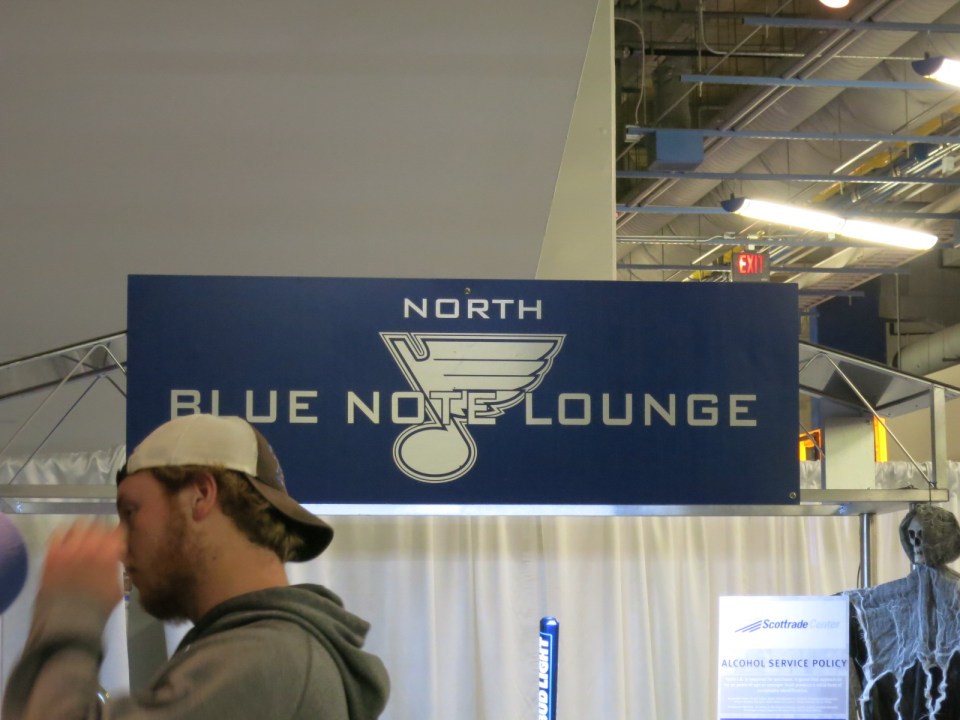 EXIT
NORTH
BLUE NOTE LOUNGE
Scottrade Center
ALCOHOL SERVICE POLICY
BUD LIGHT